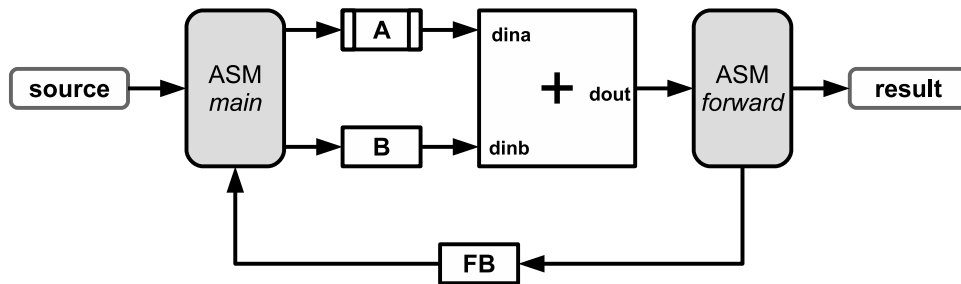 source
ASM
main
A
B
dina
+
dout
dinb
ASM
forward
result
FB